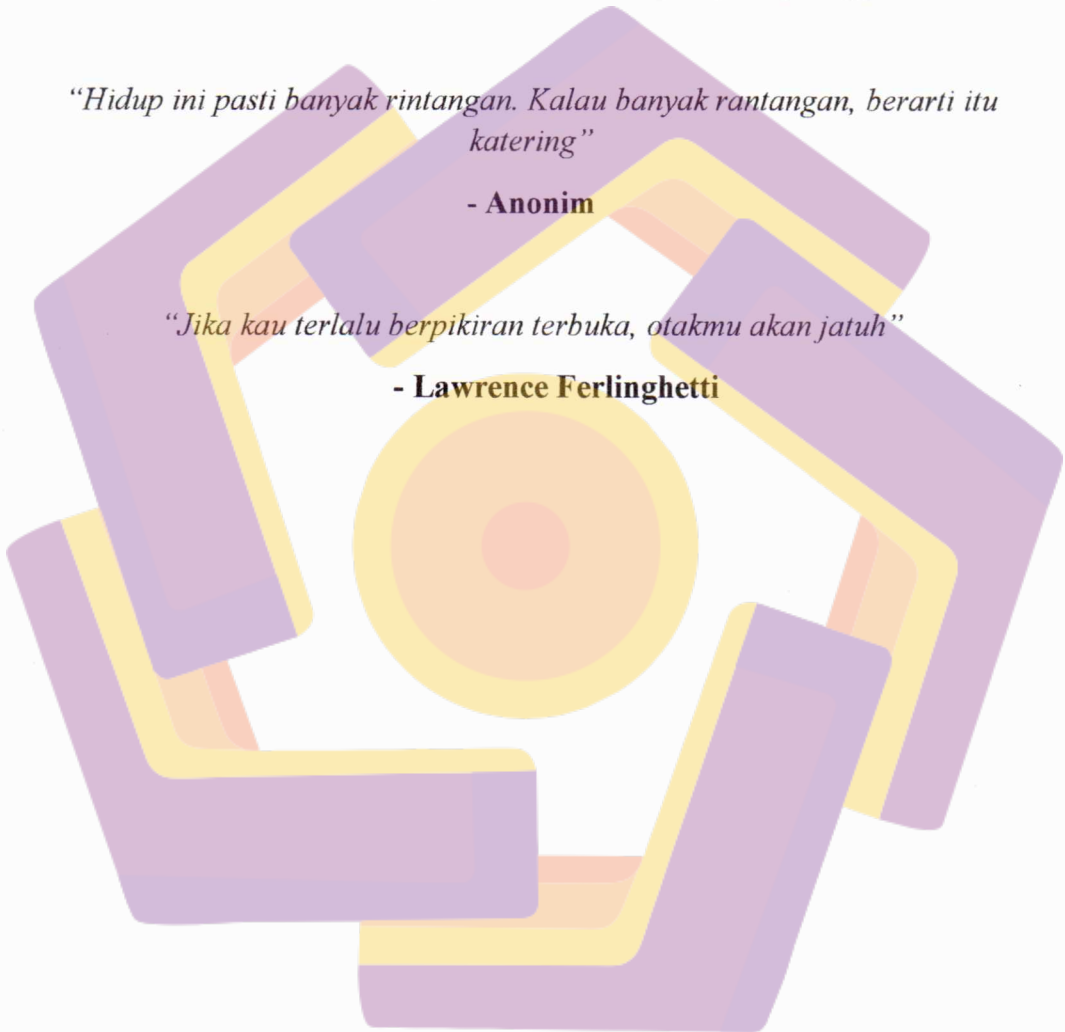 “Hidup ini pasti banyak rintangan. Kalau banyak rantangan, berarti itu
katering”
- Anonim
“Jika kau terlalu berpikiran terbuka, otakmu akan jatuh”
- Lawrence Ferlinghetti